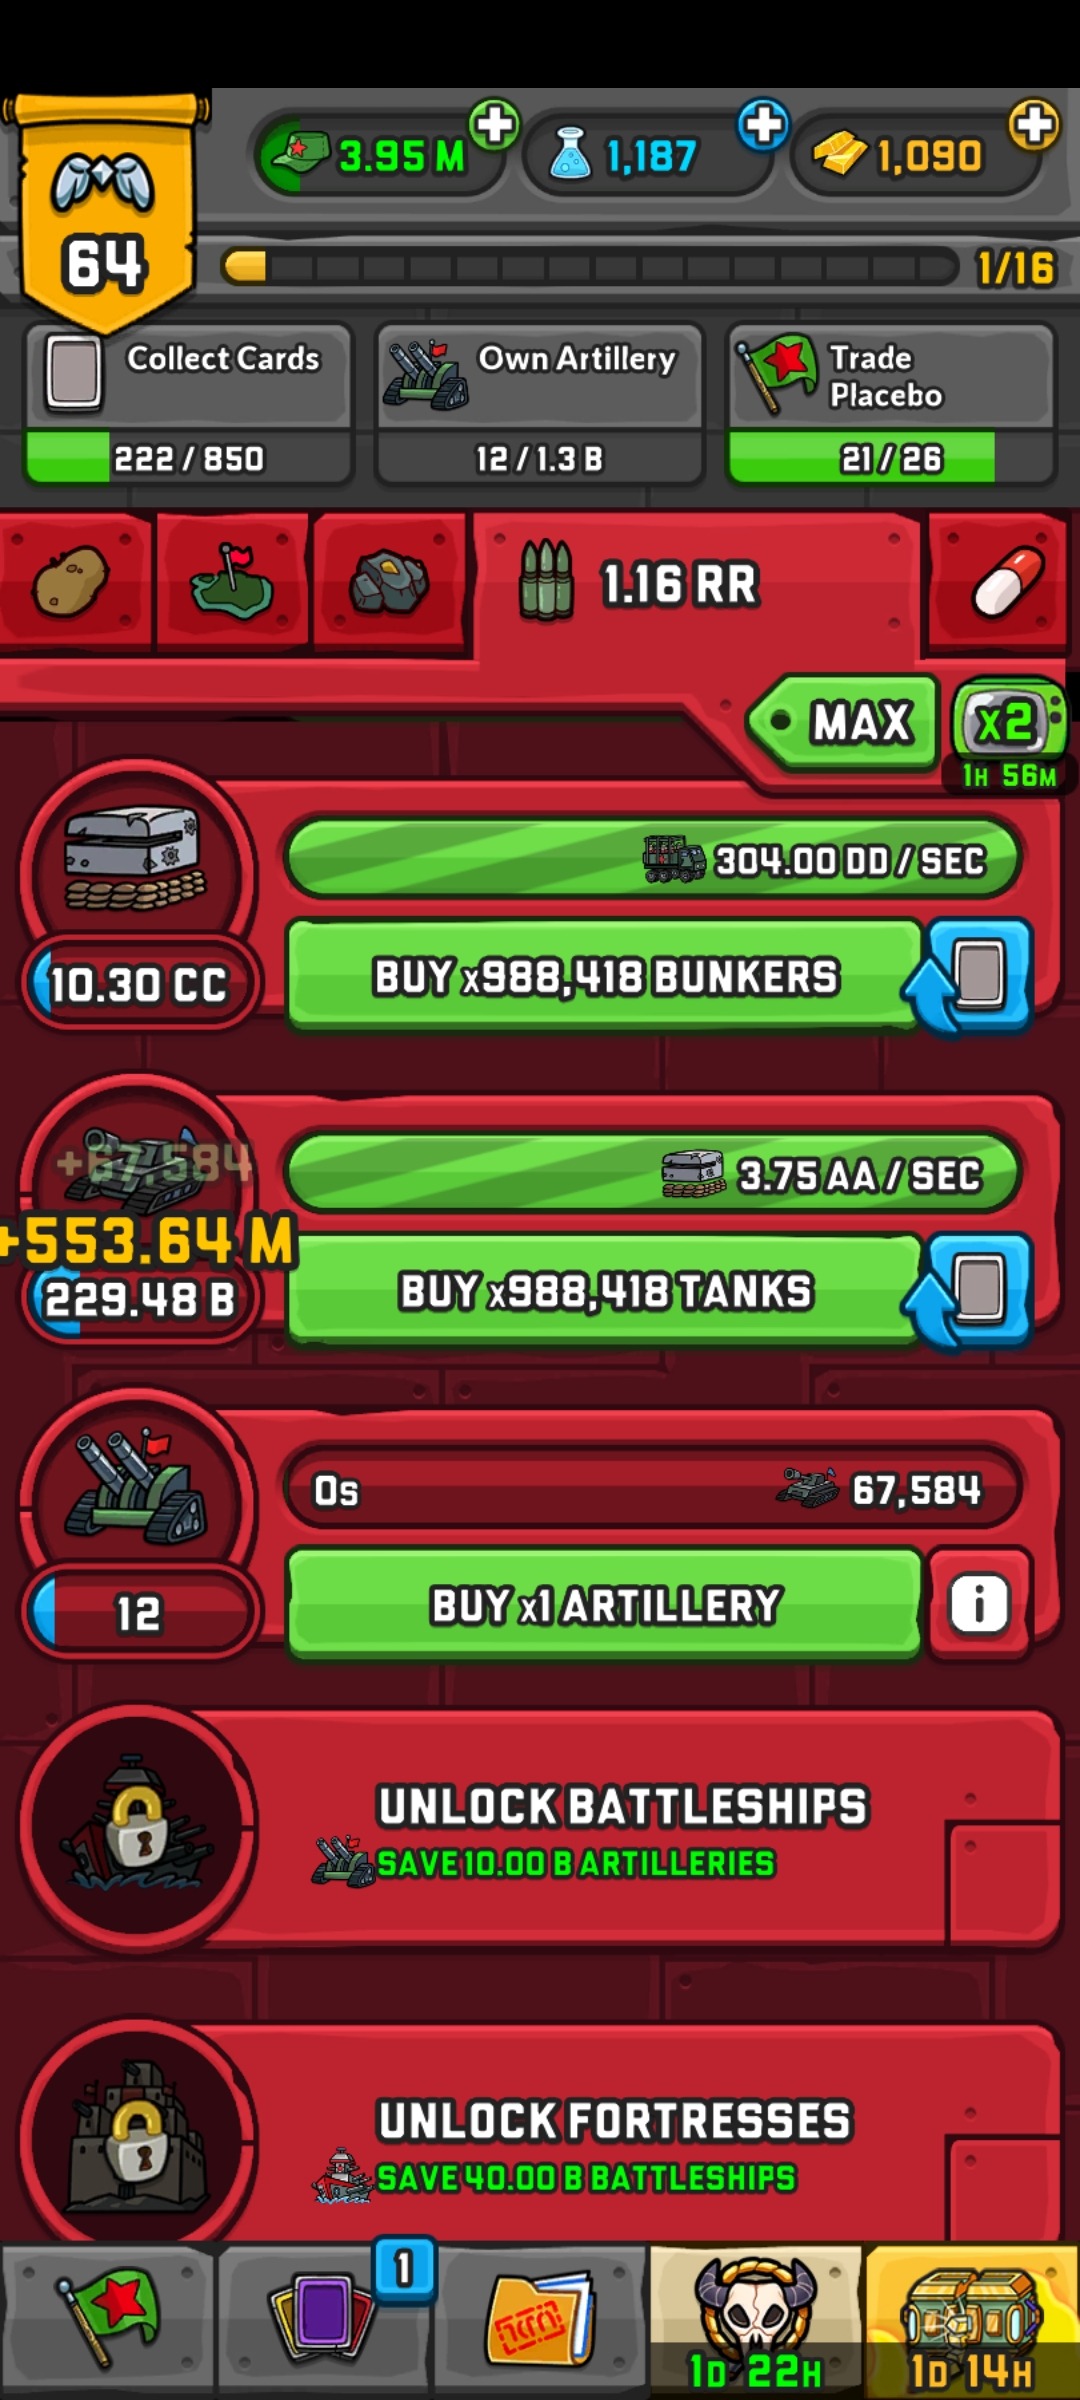 3.95 M
1,187
1,090
64
1/16
Collect Cards
222 / 850
Own Artillery
12 / 1.3 B
Trade
Placebo
21 / 26
1.16 RR
MAX
x2
1H 56M
304.00 DD / SEC
10.30 CC
BUY x988,418 BUNKERS
+67,584
3.75 AA / SEC
+553.64 M
229.48 B
BUY x988,418 TANKS
0s
67,584
12
BUY x1 ARTILLERY
i
UNLOCK BATTLESHIPS
SAVE 10.00 B ARTILLERIES
UNLOCK FORTRESSES
SAVE 40.00 B BATTLESHIPS
1
1D 22H
1D 14H